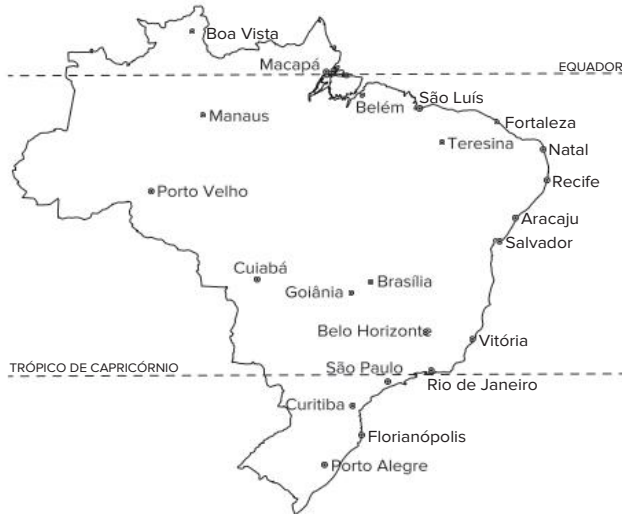 Boa Vista
Macapá
EQUADOR
Belém
São Luís
Manaus
Fortaleza
Teresina
Natal
Recife
Porto Velho
Aracaju
Salvador
Cuiabá
Brasília
Goiânia
Belo Horizonte
Vitória
TRÓPICO DE CAPRICÓRNIO
São Paulo
Rio de Janeiro
Curitiba
Florianópolis
Porto Alegre